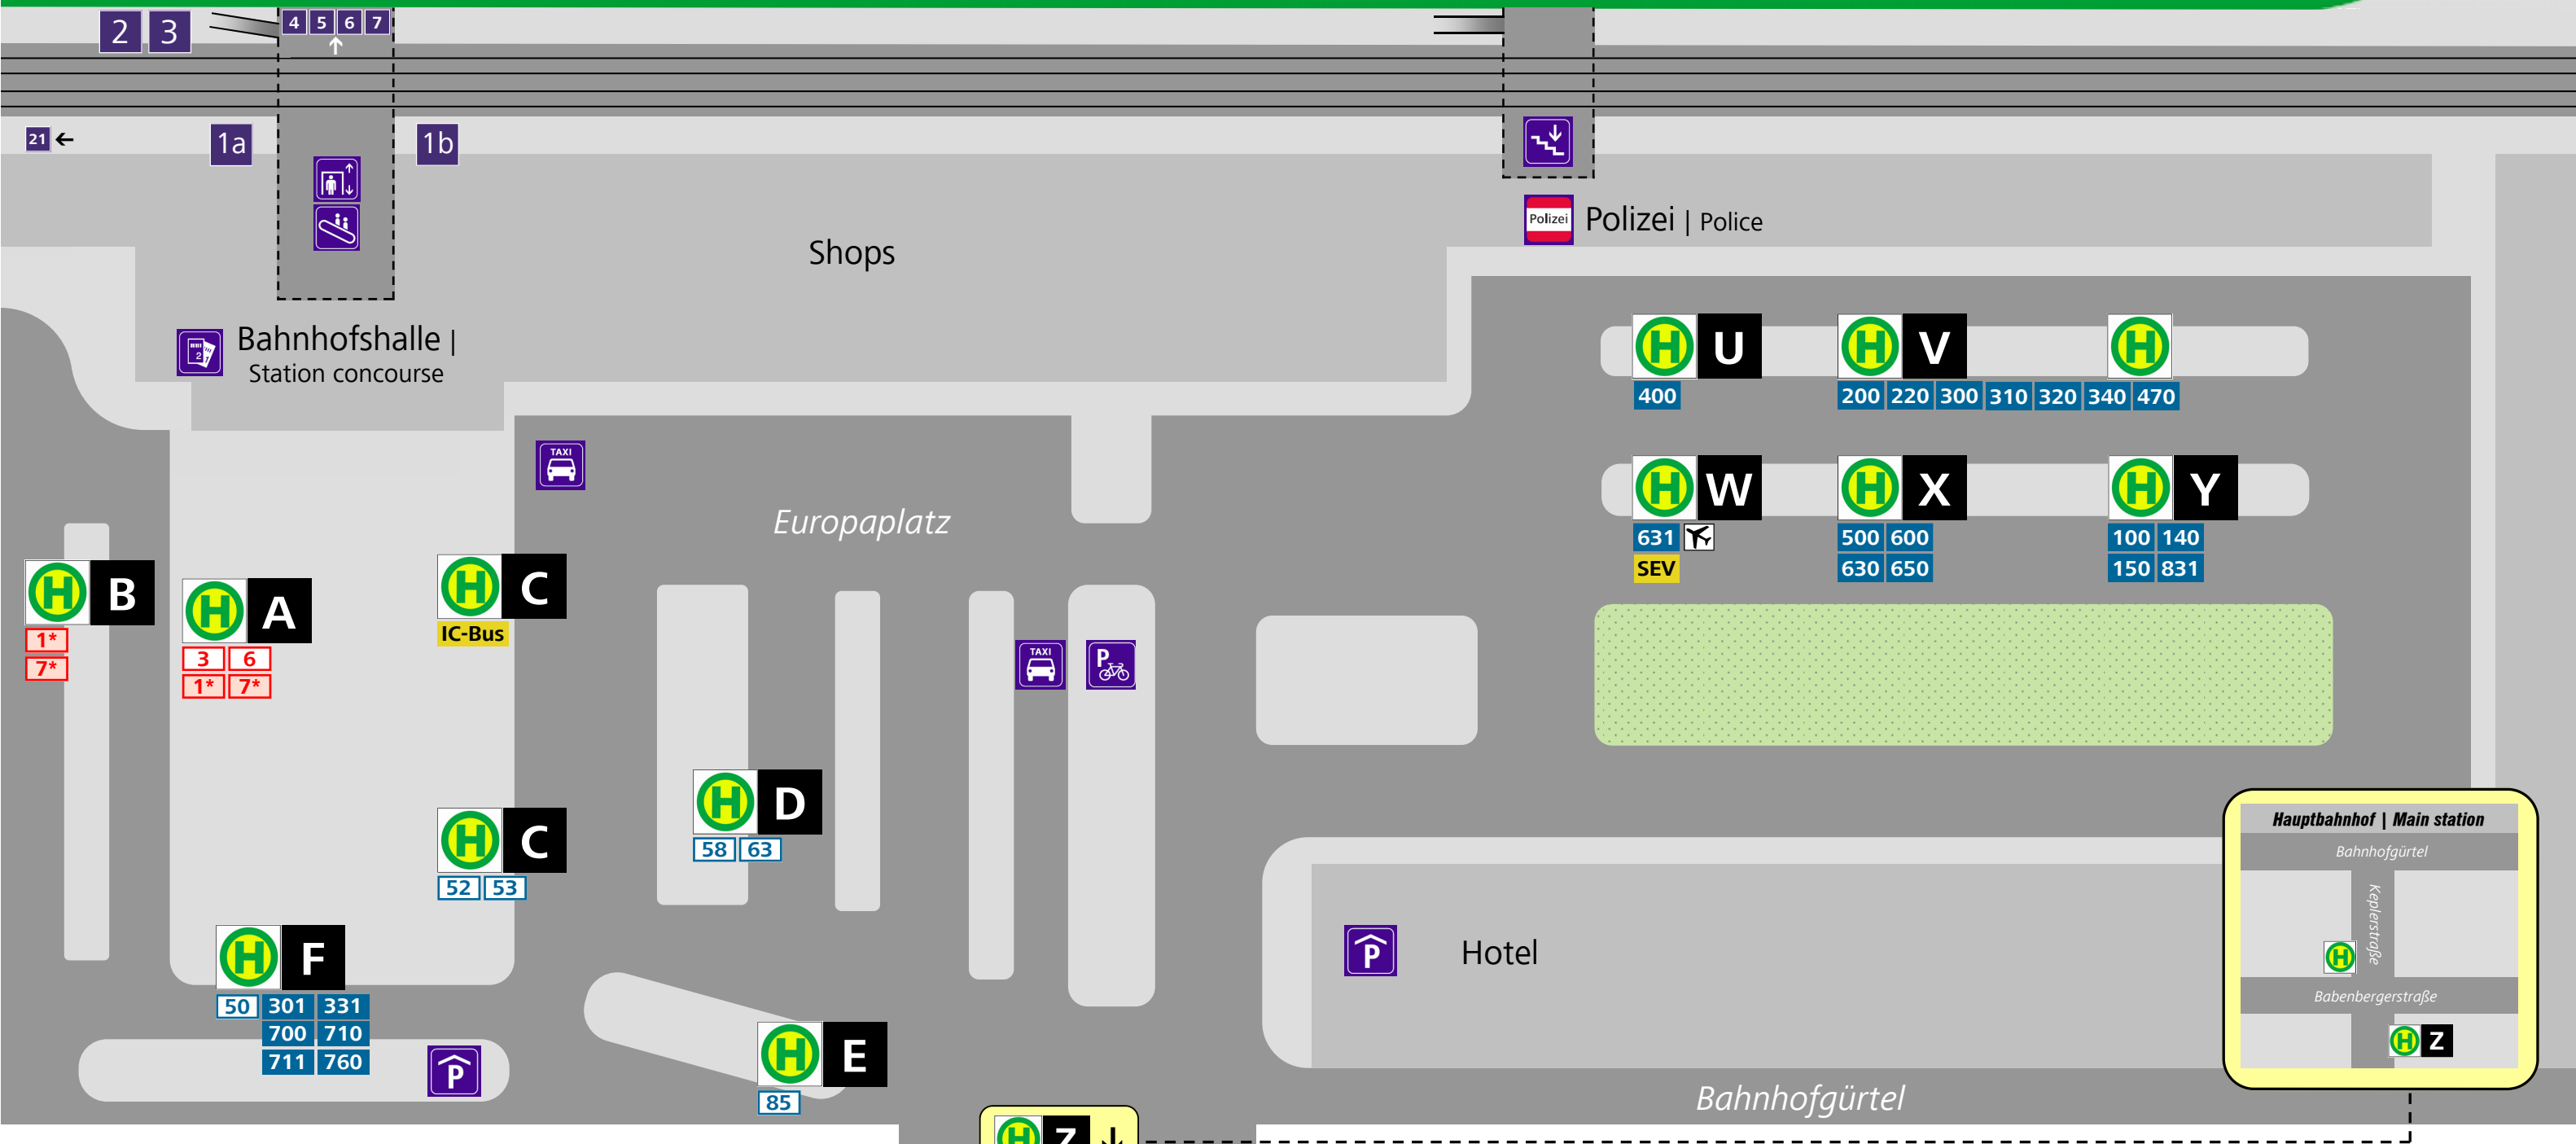 2 3
4 5 6 7
21
1a
1b
Polizei
Polizei | Police
Shops
Bahnhofshalle |
Station concourse
H U
400
H V
200 220 300 310 320 340 470
H
TAXI
Europaplatz
H W
631
SEV
H X
500 600
630 650
H Y
100 140
150 831
H B
1*
7*
H A
3 6
1* 7*
H C
IC-Bus
TAXI
P
H D
58 63
H C
52 53
H F
50 301 331
700 710
711 760
P
H E
85
P
Hotel
Hauptbahnhof | Main station
Bahnhofgürtel
Keplerstraße
H
Babenbergerstraße
H Z
Bahnhofgürtel
H Z